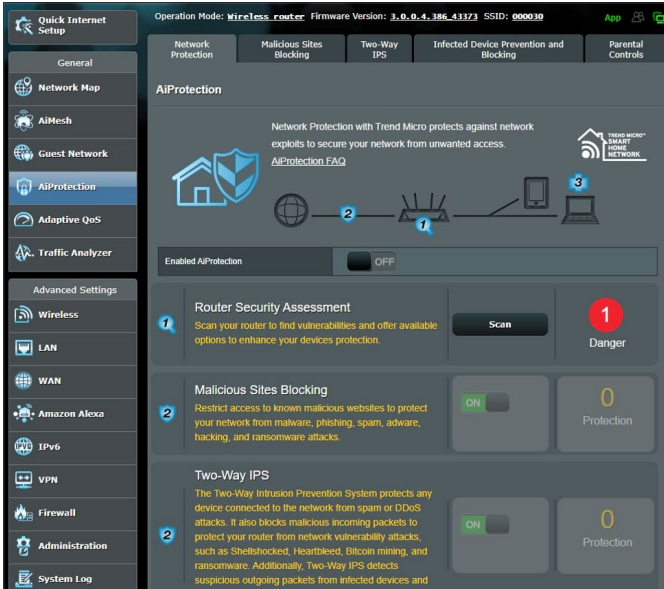 Quick Internet
Setup
Operation Mode: Wireless router Firmware Version: 3.0.0.4.386_43373 SSID: 000030
App
General
Network Map
AiMesh
Guest Network
AiProtection
Adaptive QoS
Traffic Analyzer
Advanced Settings
Wireless
LAN
WAN
Amazon Alexa
IPv6
VPN
Firewall
Administration
System Log
Network
Protection
Malicious Sites
Blocking
Two-Way
IPS
Infected Device Prevention and
Blocking
Parental
Controls
AiProtection
Network Protection with Trend Micro protects against network
exploits to secure your network from unwanted access.
AiProtection FAQ
TREND MICRO™
SMART
HOME
NETWORK
3
2
1
Enabled AiProtection
OFF
1
Router Security Assessment
Scan your router to find vulnerabilities and offer available
options to enhance your devices protection.
Scan
1
Danger
2
Malicious Sites Blocking
Restrict access to known malicious websites to protect
your network from malware, phishing, spam, adware,
hacking, and ransomware attacks.
ON
0
Protection
2
Two-Way IPS
The Two-Way Intrusion Prevention System protects any
device connected to the network from spam or DDoS
attacks. It also blocks malicious incoming packets to
protect your router from network vulnerability attacks,
such as Shellshocked, Heartbleed, Bitcoin mining, and
ransomware. Additionally, Two-Way IPS detects
suspicious outgoing packets from infected devices and
ON
0
Protection